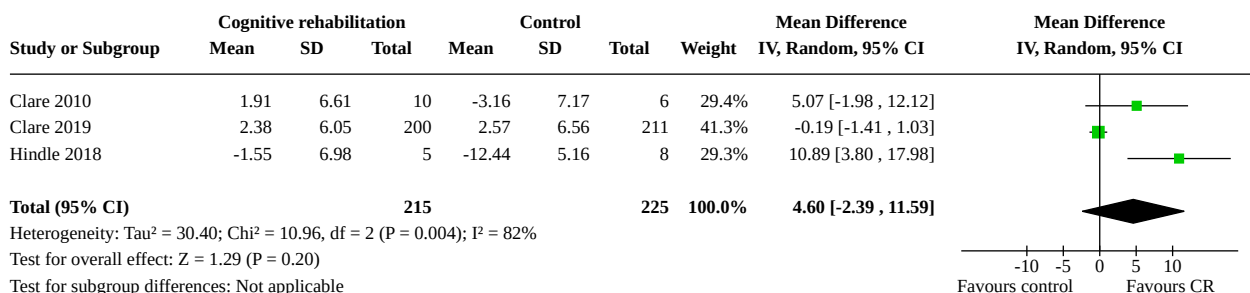 Cognitive rehabilitation Control Mean Difference Mean Difference
Study or Subgroup Mean SD Total Mean SD Total Weight IV, Random, 95% CI IV, Random, 95% CI
Clare 2010 1.91 6.61 10 -3.16 7.17 6 29.4% 5.07 [-1.98 , 12.12]
Clare 2019 2.38 6.05 200 2.57 6.56 211 41.3% -0.19 [-1.41 , 1.03]
Hindle 2018 -1.55 6.98 5 -12.44 5.16 8 29.3% 10.89 [3.80 , 17.98]
Total (95% CI) 215 225 100.0% 4.60 [-2.39 , 11.59]
Heterogeneity: Tau² = 30.40; Chi² = 10.96, df = 2 (P = 0.004); I² = 82%
Test for overall effect: Z = 1.29 (P = 0.20)
-10 -5 0 5 10
Test for subgroup differences: Not applicable Favours control Favours CR